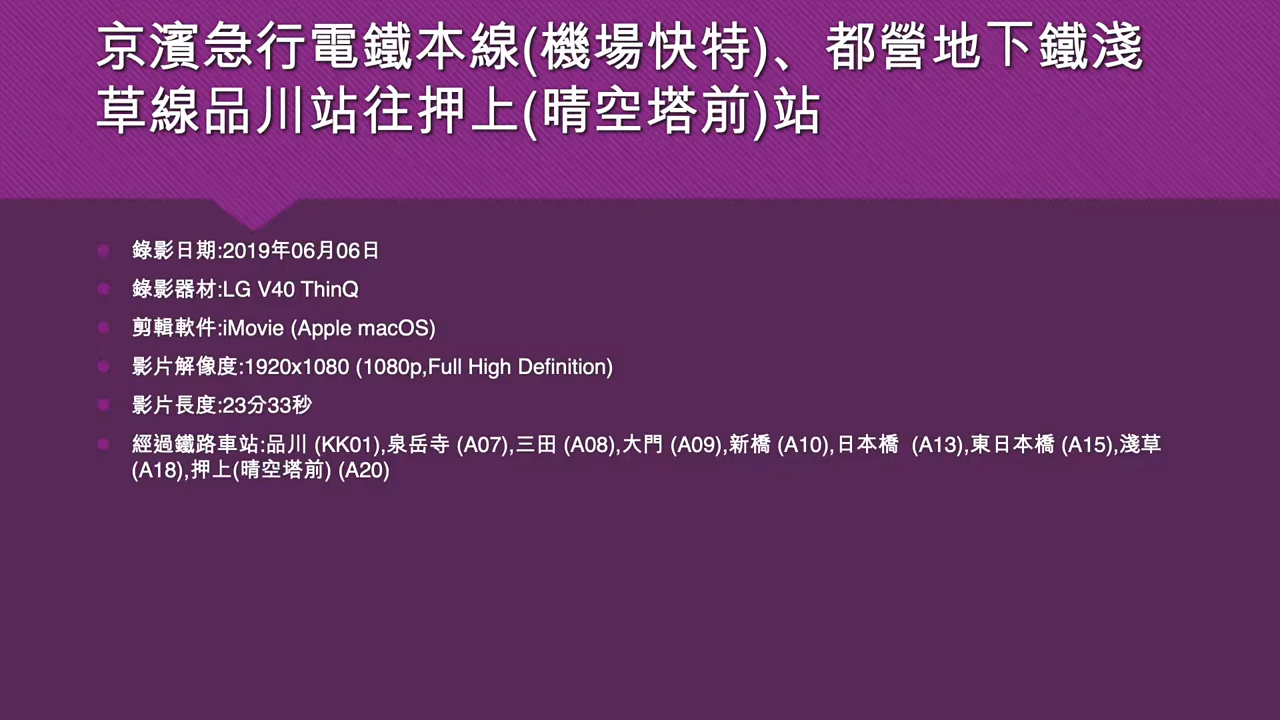 京濱急行電鐵本線(機場快特)、都營地下鐵淺
草線品川站往押上(晴空塔前)站
錄影日期:2019年06月06日
錄影器材:LG V40 ThinQ
剪輯軟件:iMovie (Apple macOS)
影片解像度:1920x1080 (1080p,Full High Definition)
影片長度:23分33秒
經過鐵路車站:品川 (KK01),泉岳寺 (A07),三田 (A08),大門 (A09),新橋 (A10),日本橋  (A13),東日本橋 (A15),淺草
(A18),押上(晴空塔前) (A20)